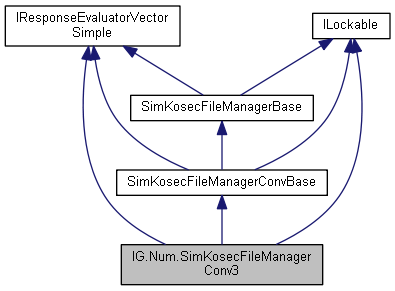 IResponseEvaluatorVector
Simple
ILockable
SimKosecFileManagerBase
SimKosecFileManagerConvBase
IG.Num.SimKosecFileManager
Conv3